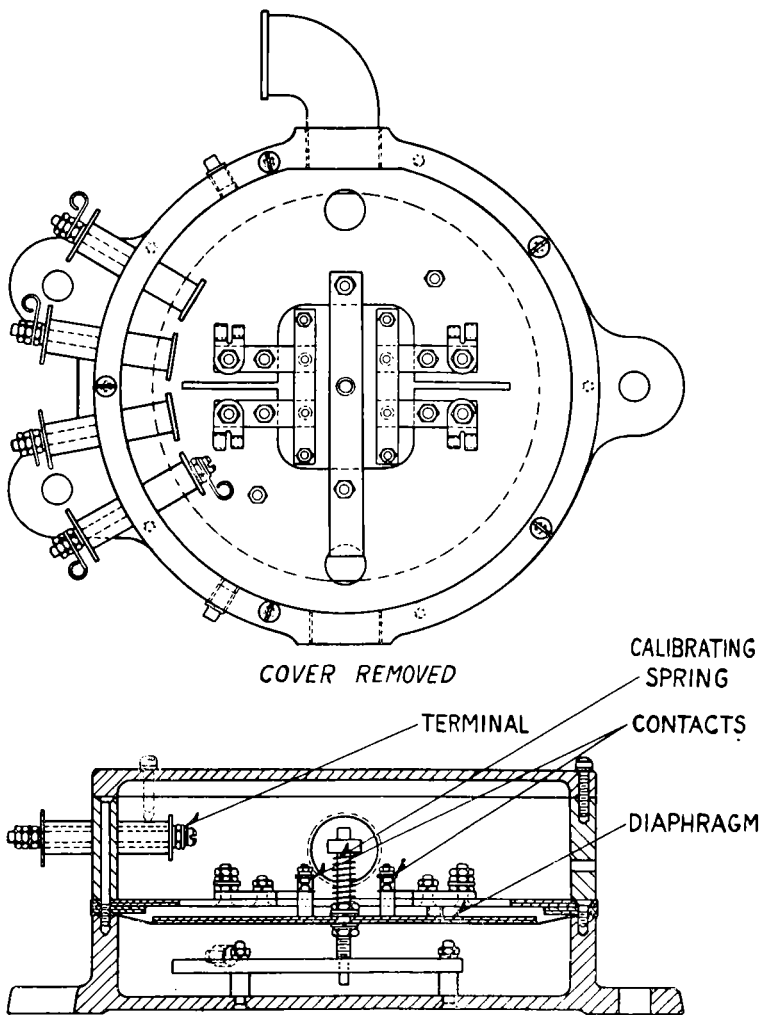 COVER REMOVED
CALIBRATING
SPRING
TERMINAL
CONTACTS
DIAPHRAGM